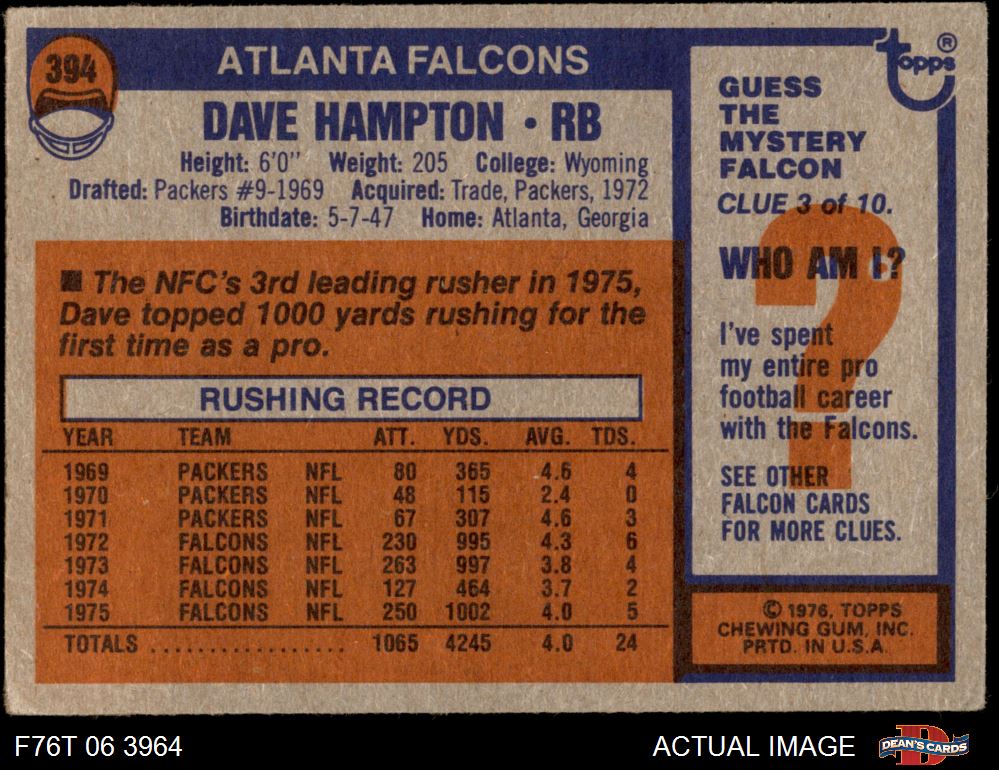 394
ATLANTA FALCONS
DAVE HAMPTON • RB
Height: 6'0" Weight: 205 College: Wyoming
Drafted: Packers #9-1969 Acquired: Trade, Packers, 1972
Birthdate: 5-7-47 Home: Atlanta, Georgia
■ The NFC's 3rd leading rusher in 1975,
Dave topped 1000 yards rushing for the
first time as a pro.
RUSHING RECORD
YEAR TEAM ATT. YDS. AVG. TDS.
1969 PACKERS NFL 80 365 4.6 4
1970 PACKERS NFL 48 115 2.4 0
1971 PACKERS NFL 67 307 4.6 3
1972 FALCONS NFL 230 995 4.3 6
1973 FALCONS NFL 263 997 3.8 4
1974 FALCONS NFL 127 464 3.7 2
1975 FALCONS NFL 250 1002 4.0 5
TOTALS ................. 1065 4245 4.0 24
topps ®
GUESS
THE
MYSTERY
FALCON
CLUE 3 of 10.
?
WHO AM I?
I've spent
my entire pro
football career
with the Falcons.
SEE OTHER
FALCON CARDS
FOR MORE CLUES.
© 1976, TOPPS
CHEWING GUM, INC.
PRTD. IN U.S.A.
F76T 06 3964
ACTUAL IMAGE
D
DEAN'S CARDS